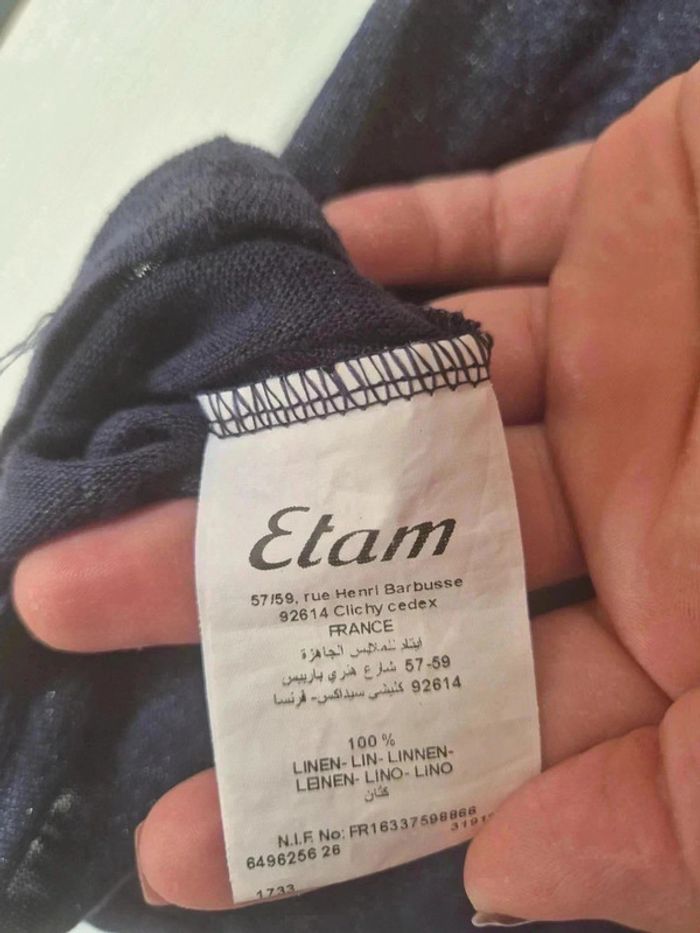 Etam
57/59, rue Henri Barbusse
92614 Clichy cedex
FRANCE
ايتاد للملابس الجاهزة
57-59 شارع هنري باربيس
92614 كليشي سيداكس- فرنسا
100 %
LINEN- LIN- LINNEN-
LEINEN- LINO- LINO
كتان
N.I.F. No: FR16337598866
6496256 26
1733